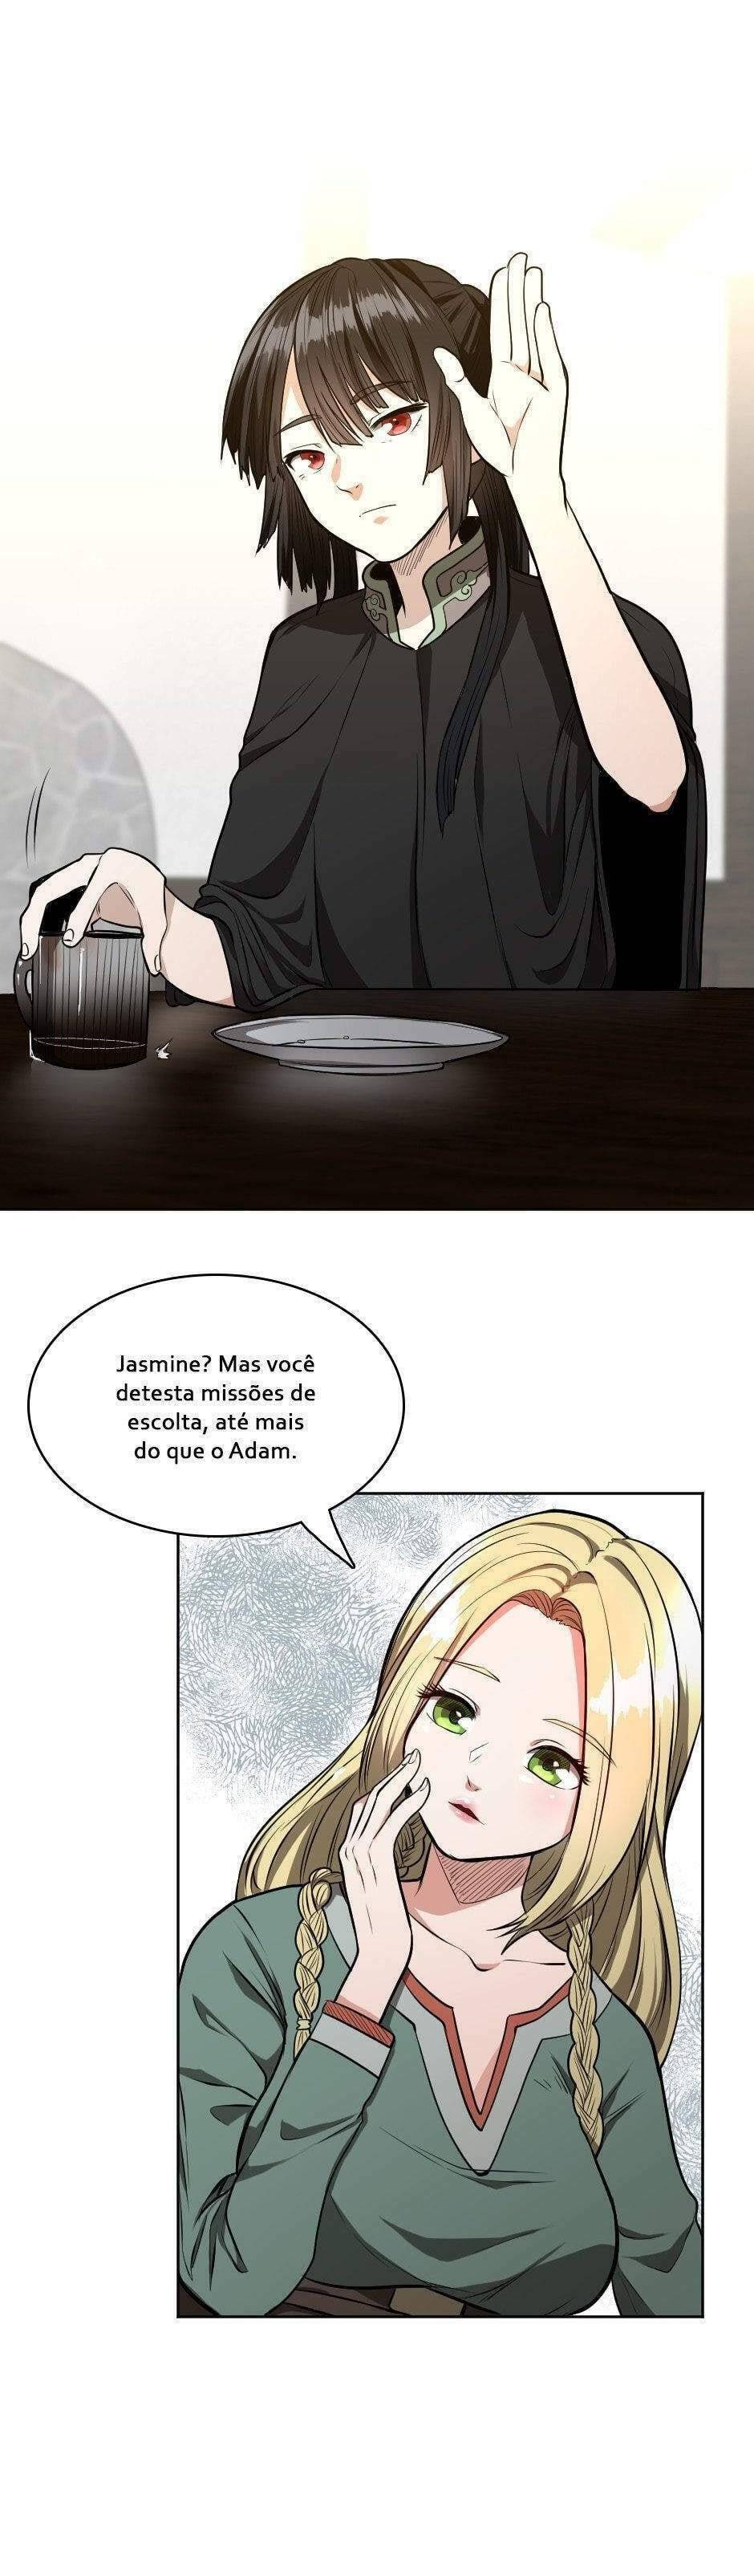 Jasmine? Mas você
detesta missões de
escolta, até mais
do que o Adam.